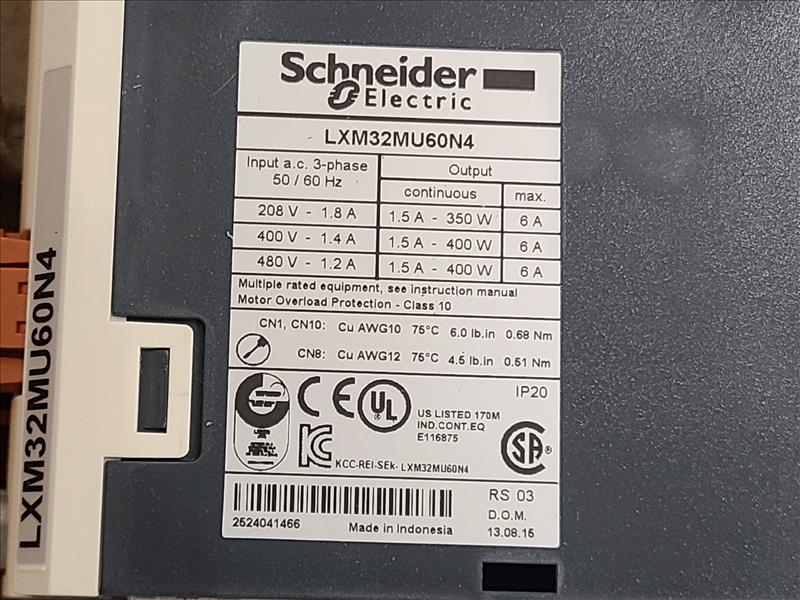 Schneider
Electric
LXM32MU60N4
Input a.c. 3-phase
50 / 60 Hz
Output
continuous
max.
208 V - 1.8 A
1.5 A - 350 W
6 A
400 V - 1.4 A
1.5 A - 400 W
6 A
480 V - 1.2 A
1.5 A - 400 W
6 A
Multiple rated equipment, see instruction manual
Motor Overload Protection - Class 10
CN1, CN10: Cu AWG10 75°C 6.0 lb.in 0.68 Nm
CN8: Cu AWG12 75°C 4.5 lb.in 0.51 Nm
IP20
CE
UL
US LISTED 170M
IND.CONT.EQ
E116875
SA
KCC-REI-SEk- LXM32MU60N4
RS 03
2524041466
Made in Indonesia
D.O.M.
13.08.15
LXM32MU60N4